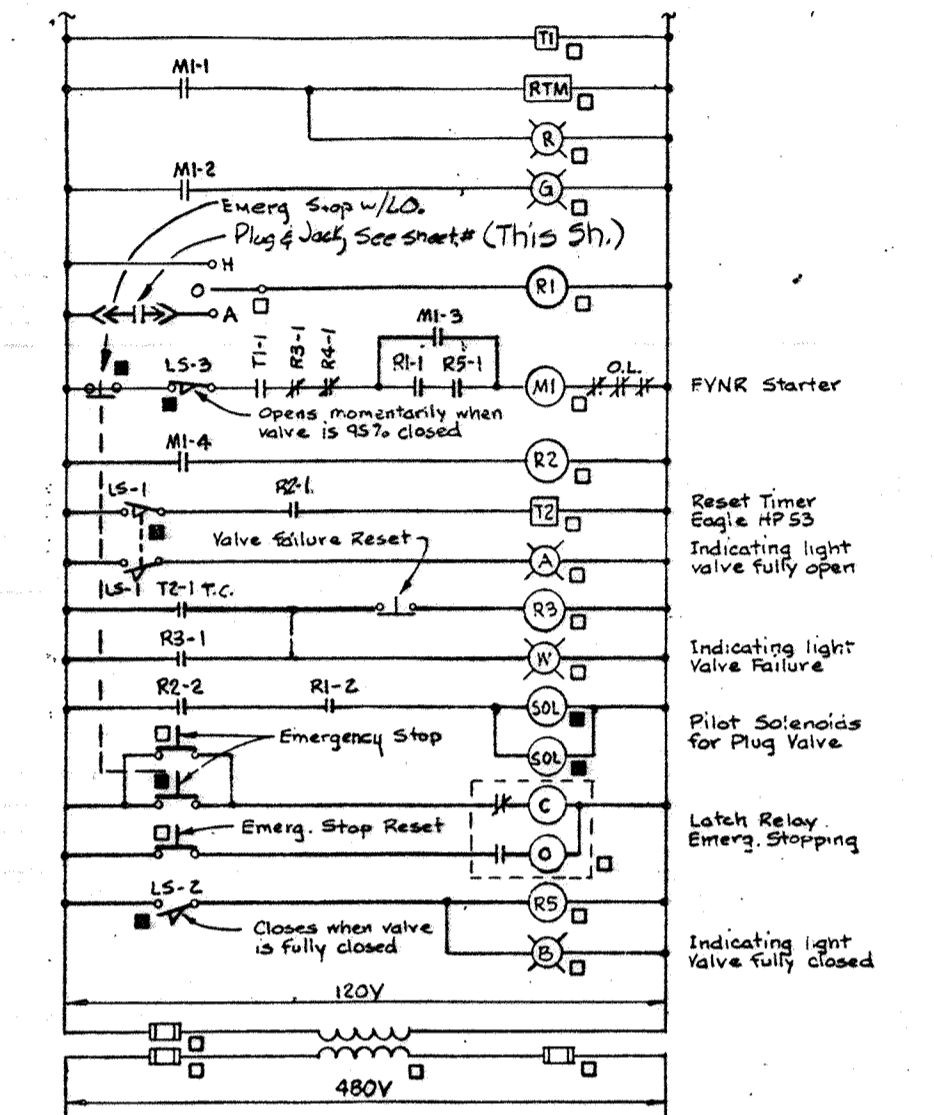 T1
M1-1
RTM
R
M1-2
G
Emerg Stop w/LO.
Plug & Jack, See sheet # (This Sh.)
H
O
R1
A
M1-3
LS-3
T1-1
R3-1
R4-1
R1-1
R5-1
M1
O.L.
FVNR Starter
Opens momentarily when
valve is 95% closed
M1-4
R2
LS-1
R2-1
T2
Reset Timer
Eagle HP53
Valve Failure Reset
A
Indicating light
valve fully open
LS-1
T2-1 T.C.
R3
R3-1
W
Indicating light
Valve Failure
R2-2
R1-2
SOL
Pilot Solenoids
for Plug Valve
Emergency Stop
SOL
C
Latch Relay
Emerg. Stopping
Emerg. Stop Reset
O
LS-2
R5
Closes when valve
is fully closed
B
Indicating light
Valve fully closed
120V
480V